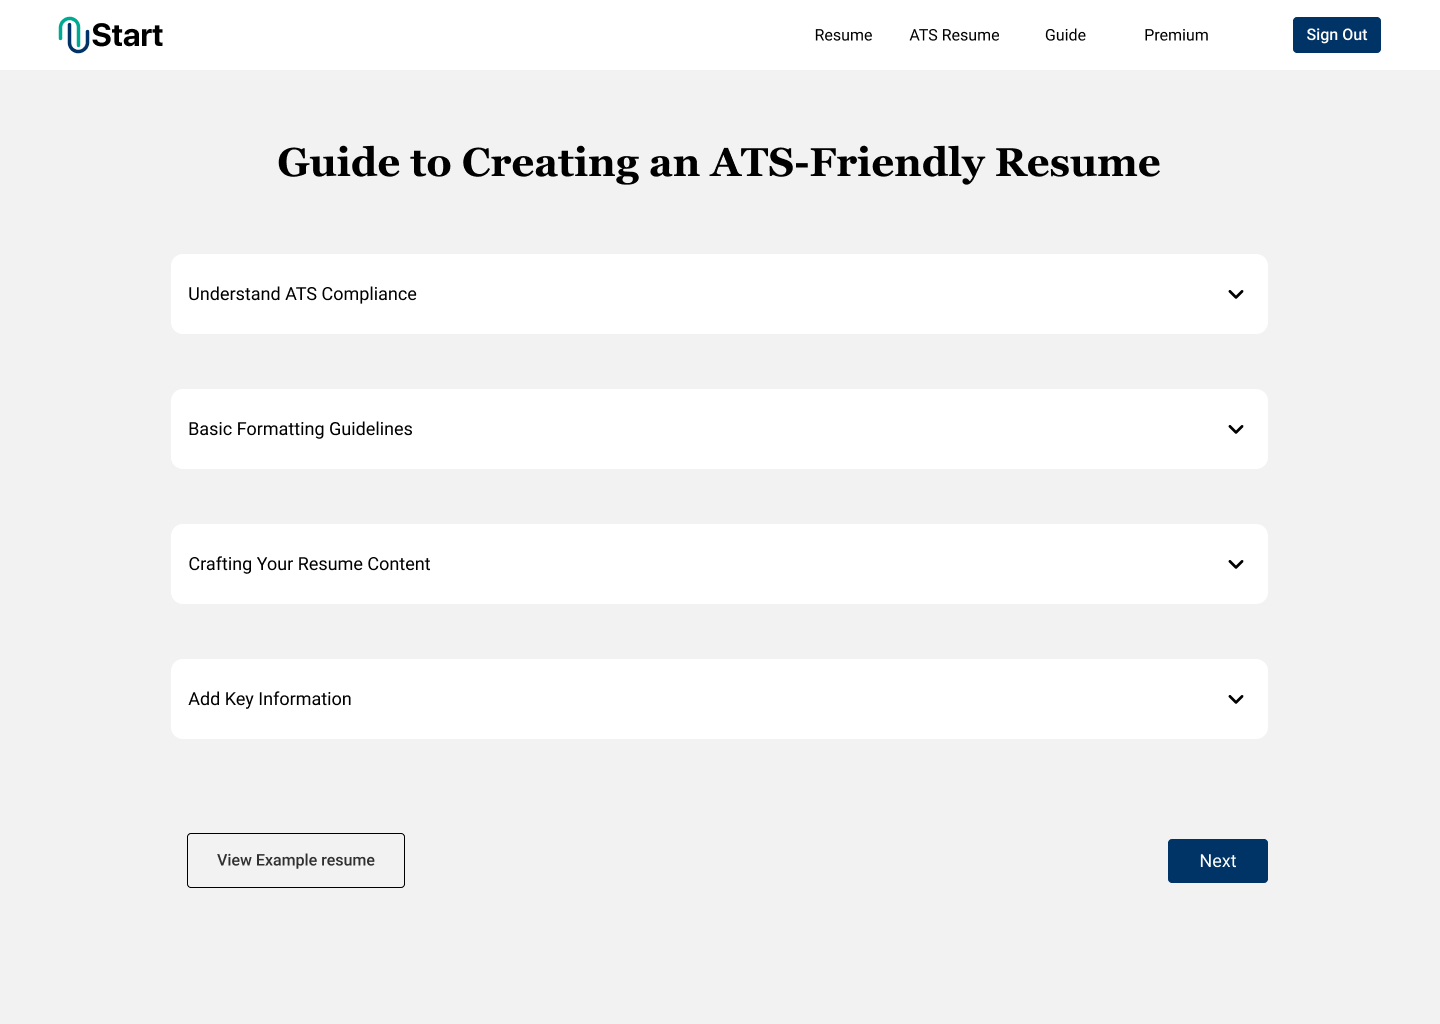 Start
Resume ATS Resume Guide Premium Sign Out
Guide to Creating an ATS-Friendly Resume
Understand ATS Compliance
Basic Formatting Guidelines
Crafting Your Resume Content
Add Key Information
View Example resume
Next